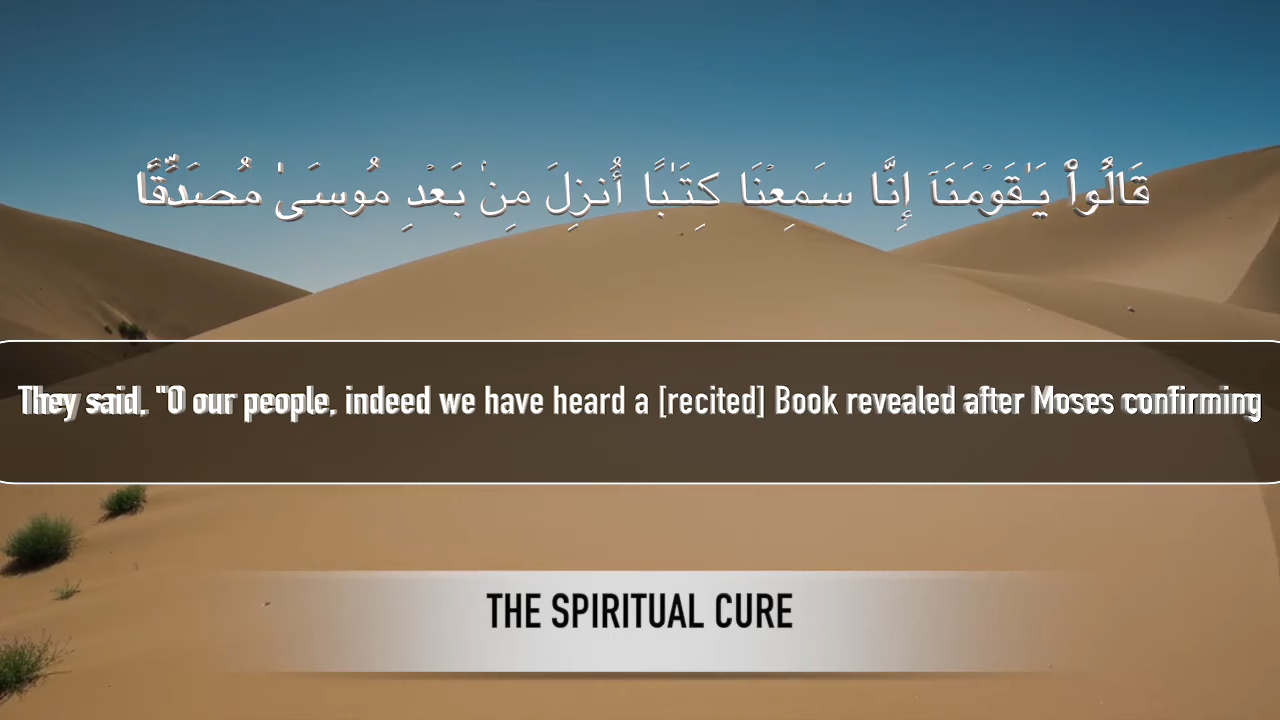 قَالُوا۟ يَـٰقَوْمَنَآ إِنَّا سَمِعْنَا كِتَـٰبًا أُنزِلَ مِنۢ بَعْدِ مُوسَىٰ مُصَدِّقًا
They said, "O our people, indeed we have heard a [recited] Book revealed after Moses confirming
THE SPIRITUAL CURE